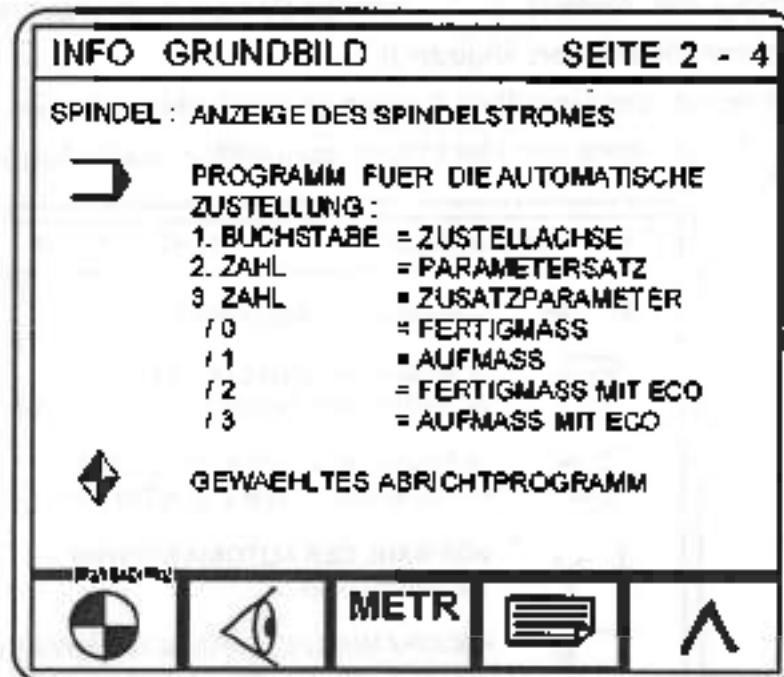 INFO GRUNDBILD SEITE 2 - 4
SPINDEL : ANZEIGE DES SPINDELSTROMES
PROGRAMM FUER DIE AUTOMATISCHE
ZUSTELLUNG :
1. BUCHSTABE = ZUSTELLACHSE
2. ZAHL = PARAMETERSATZ
3 ZAHL = ZUSATZPARAMETER
/ 0 = FERTIGMASS
/ 1 = AUFMASS
/ 2 = FERTIGMASS MIT ECO
/ 3 = AUFMASS MIT ECO
GEWAEHLTES ABRICHTPROGRAMM
METR